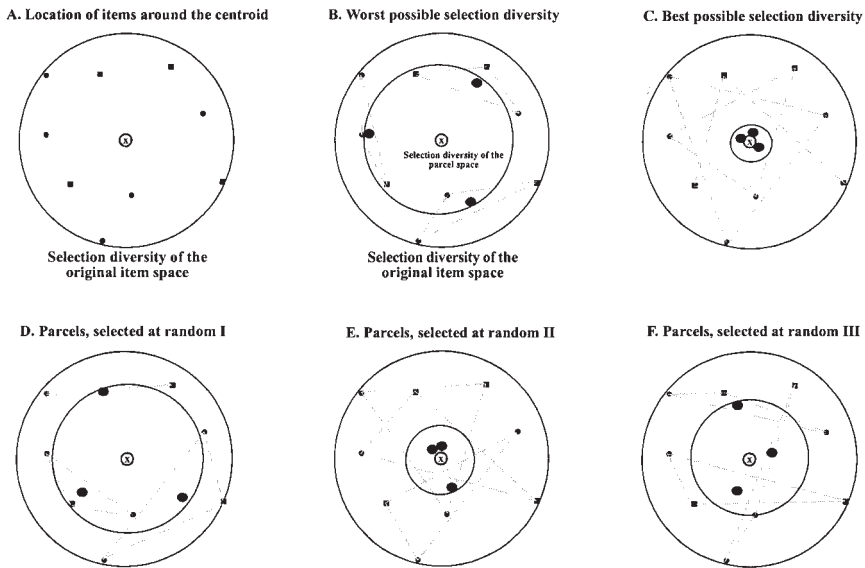 A. Location of items around the centroid
B. Worst possible selection diversity
C. Best possible selection diversity
x
x
Selection diversity of the
parcel space
x
Selection diversity of the
original item space
Selection diversity of the
original item space
D. Parcels, selected at random I
E. Parcels, selected at random II
F. Parcels, selected at random III
x
x
x